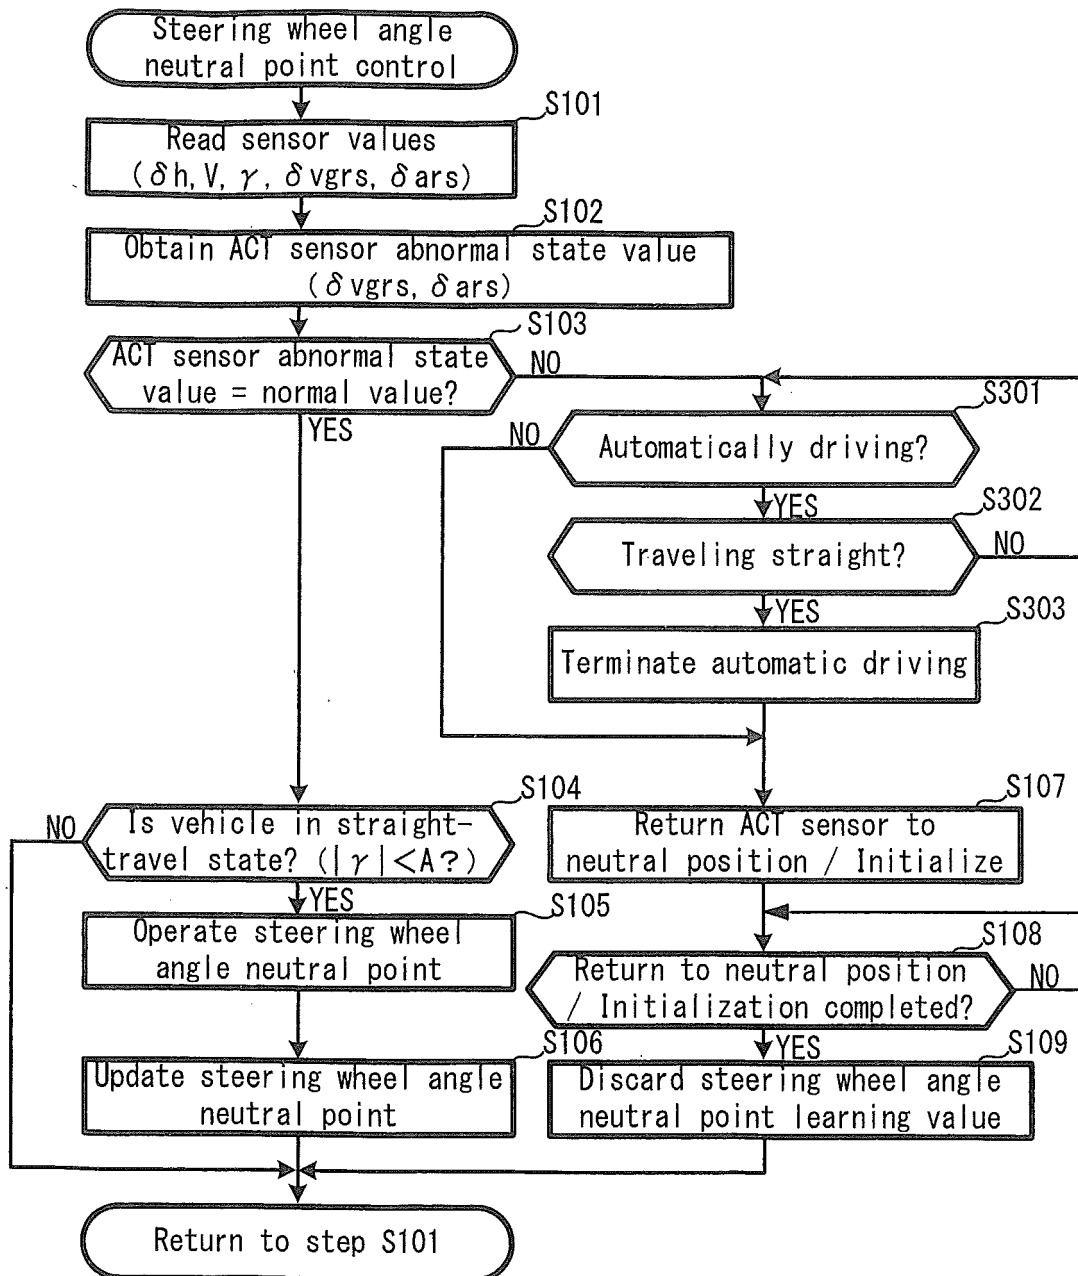 Steering wheel angle
neutral point control
S101
Read sensor values
(δh, V, γ, δvgrs, δars)
S102
Obtain ACT sensor abnormal state value
(δvgrs, δars)
S103
ACT sensor abnormal state
value = normal value?
NO
YES
S301
NO
Automatically driving?
YES
S302
Traveling straight?
NO
YES
S303
Terminate automatic driving
S104
NO
Is vehicle in straight-
travel state? (|γ|<A?)
YES
S107
Return ACT sensor to
neutral position / Initialize
S105
Operate steering wheel
angle neutral point
S108
Return to neutral position
/ Initialization completed?
NO
YES
S106
Update steering wheel angle
neutral point
S109
Discard steering wheel angle
neutral point learning value
Return to step S101